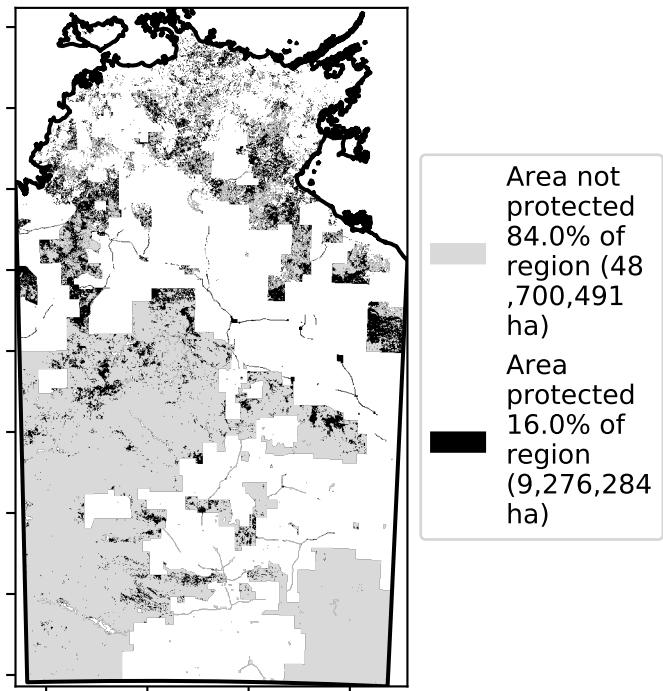 Area not
protected
84.0% of
region (48
,700,491
ha)
Area
protected
16.0% of
region
(9,276,284
ha)